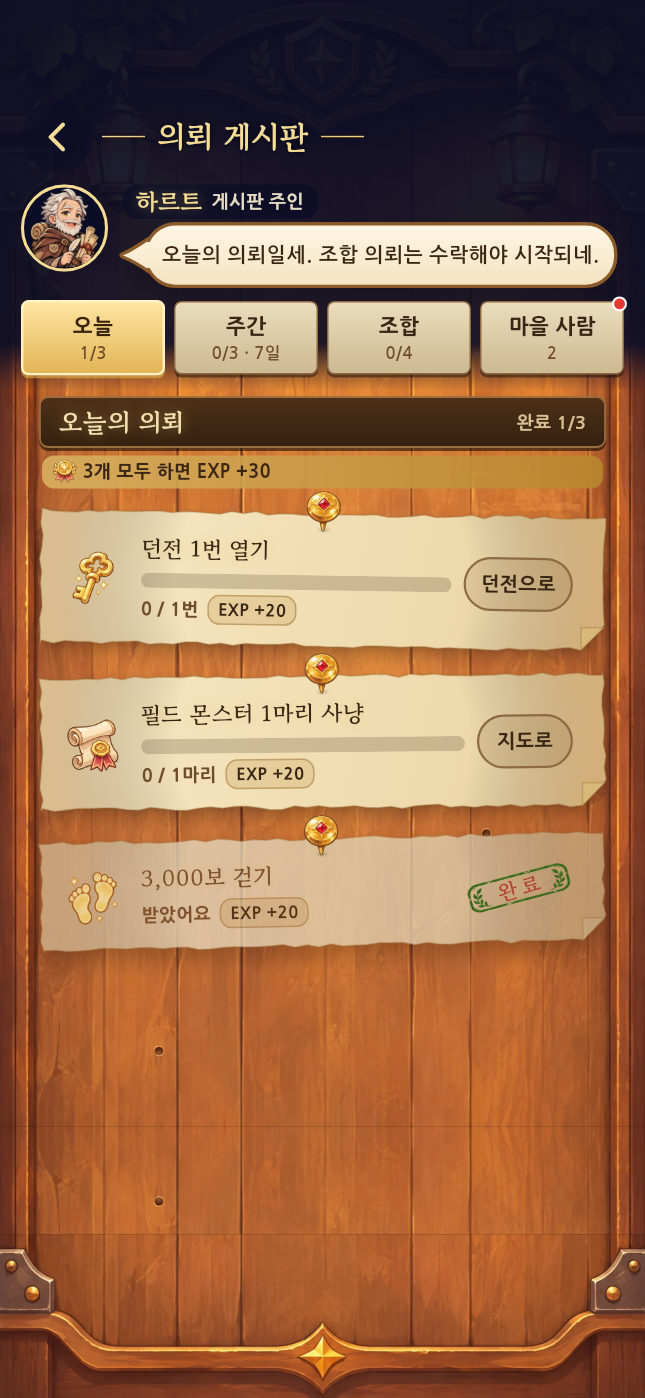 의뢰 게시판
하르트 게시판 주인
오늘의 의뢰일세. 조합 의뢰는 수락해야 시작되네.
오늘
1/3
주간
0/3 · 7일
조합
0/4
마을 사람
2
오늘의 의뢰 완료 1/3
3개 모두 하면 EXP +30
던전 1번 열기
던전으로
0 / 1번 EXP +20
필드 몬스터 1마리 사냥
지도로
0 / 1마리 EXP +20
3,000보 걷기
완료
받았어요 EXP +20